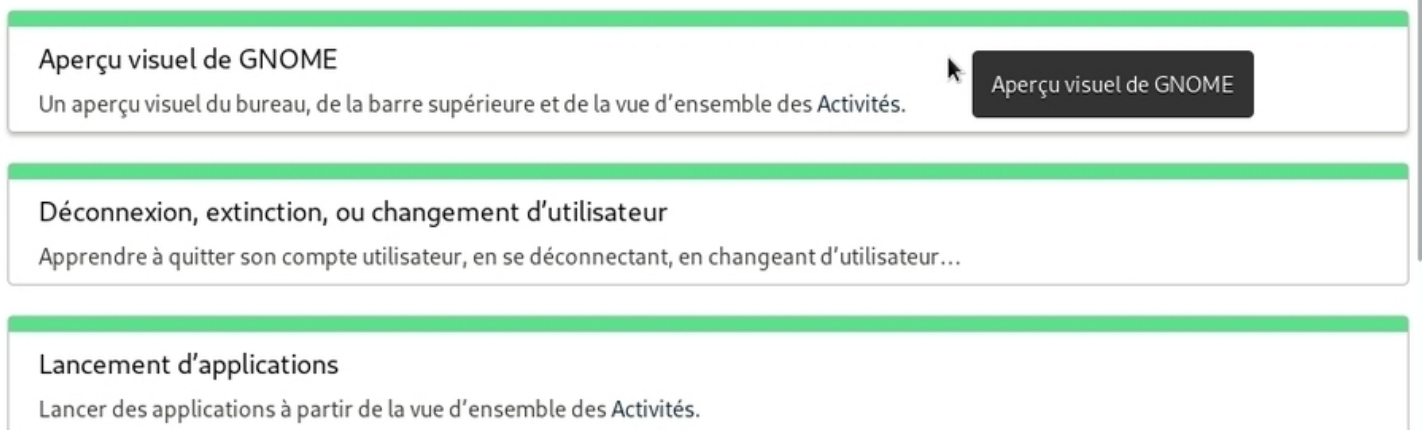 Aperçu visuel de GNOME
Un aperçu visuel du bureau, de la barre supérieure et de la vue d’ensemble des Activités.
Aperçu visuel de GNOME
Déconnexion, extinction, ou changement d’utilisateur
Apprendre à quitter son compte utilisateur, en se déconnectant, en changeant d’utilisateur…
Lancement d’applications
Lancer des applications à partir de la vue d’ensemble des Activités.